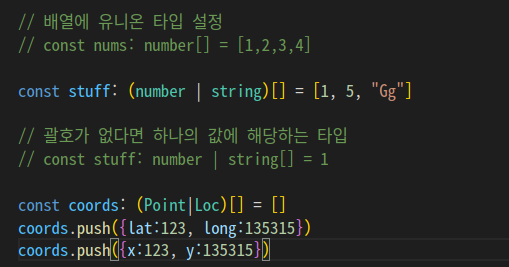 // 배열에 유니온 타입 설정
// const nums: number[] = [1,2,3,4]
const stuff: (number | string)[] = [1, 5, "Gg"]
// 괄호가 없다면 하나의 값에 해당하는 타입
// const stuff: number | string[] = 1
const coords: (Point|Loc)[] = []
coords.push({lat:123, long:135315})
coords.push({x:123, y:135315})